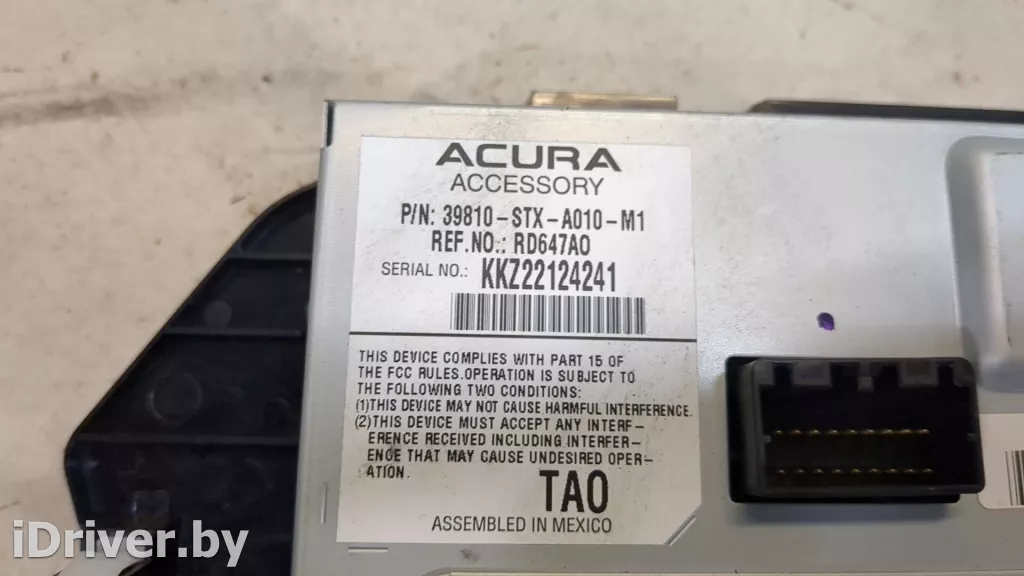 ACURA
ACCESSORY
P/N: 39810-STX-A010-M1
REF.NO.: RD647A0
SERIAL NO.: KKZ22124241
THIS DEVICE COMPLIES WITH PART 15 OF
THE FCC RULES.OPERATION IS SUBJECT TO
THE FOLLOWING TWO CONDITIONS:
(1)THIS DEVICE MAY NOT CAUSE HARMFUL INTERFERENCE.
(2)THIS DEVICE MUST ACCEPT ANY INTERF-
ERENCE RECEIVED INCLUDING INTERFER-
ENCE THAT MAY CAUSE UNDESIRED OPER-
ATION.
TA0
ASSEMBLED IN MEXICO
iDriver.by